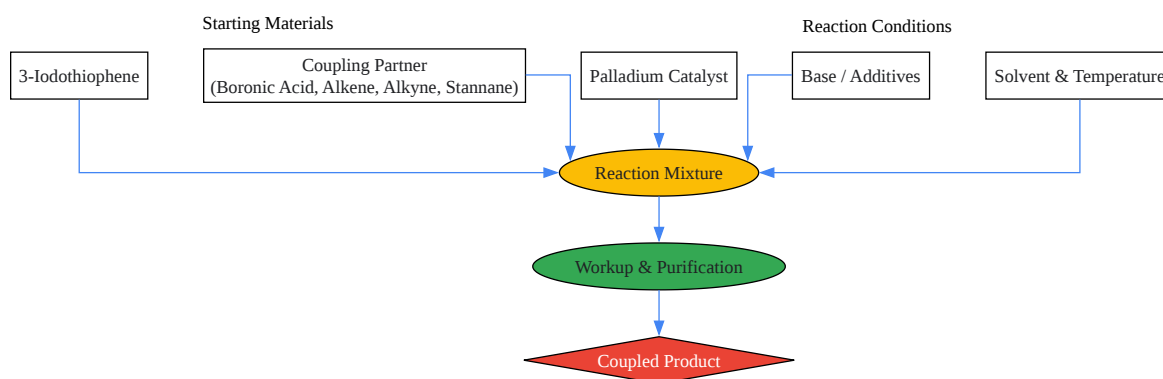 Starting Materials
Reaction Conditions
3-Iodothiophene
Coupling Partner
(Boronic Acid, Alkene, Alkyne, Stannane)
Palladium Catalyst
Base / Additives
Solvent & Temperature
Reaction Mixture
Workup & Purification
Coupled Product